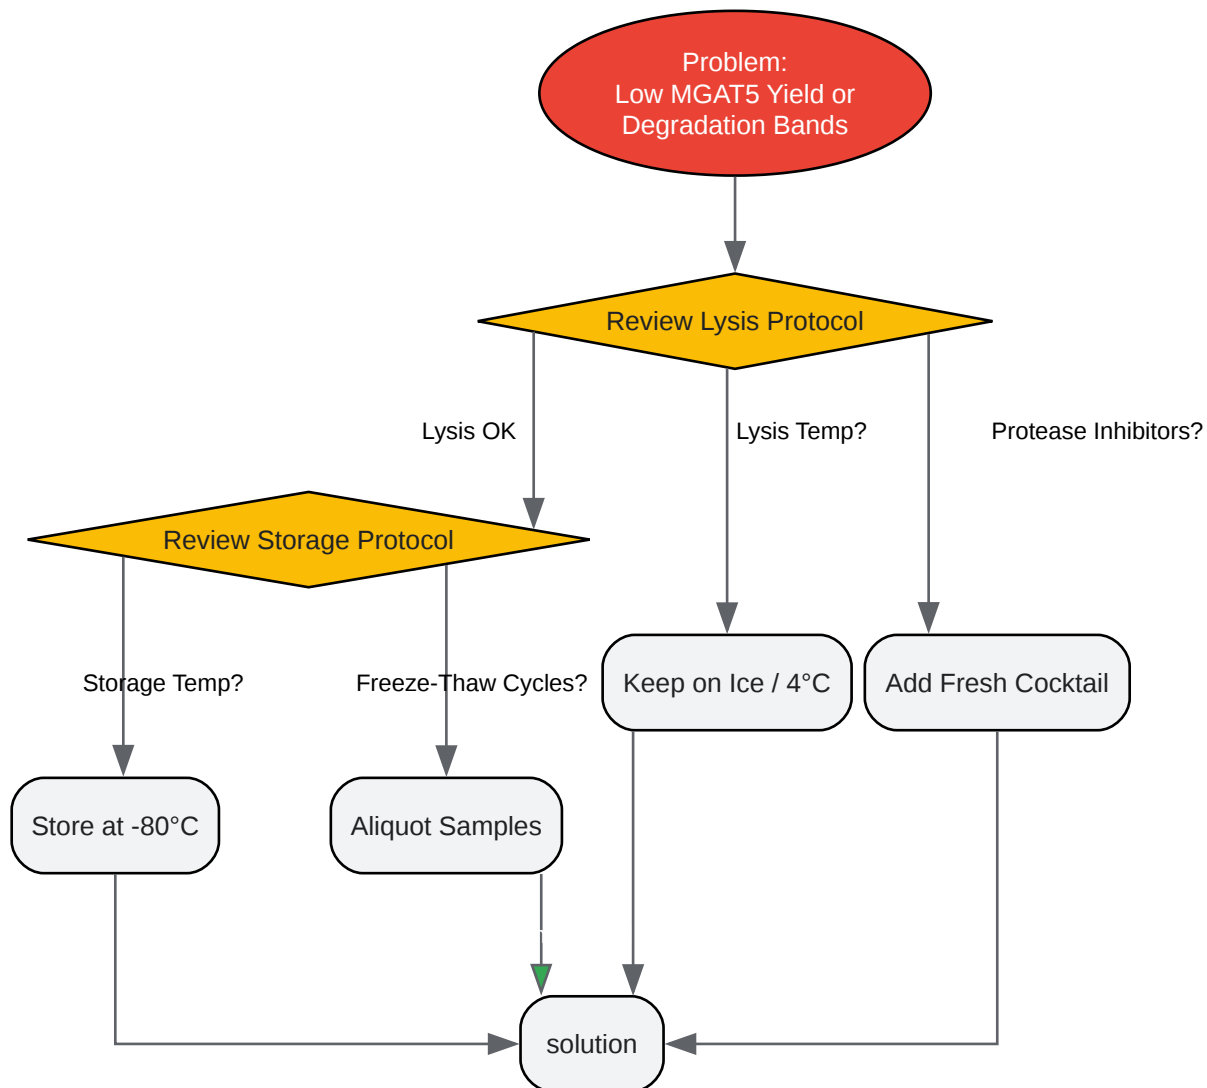 Problem:
Low MGAT5 Yield or
Degradation Bands
Review Lysis Protocol
Lysis OK
Lysis Temp?
Protease Inhibitors?
Review Storage Protocol
Storage Temp?
Freeze-Thaw Cycles?
Keep on Ice / 4°C
Add Fresh Cocktail
Store at -80°C
Aliquot Samples
solution